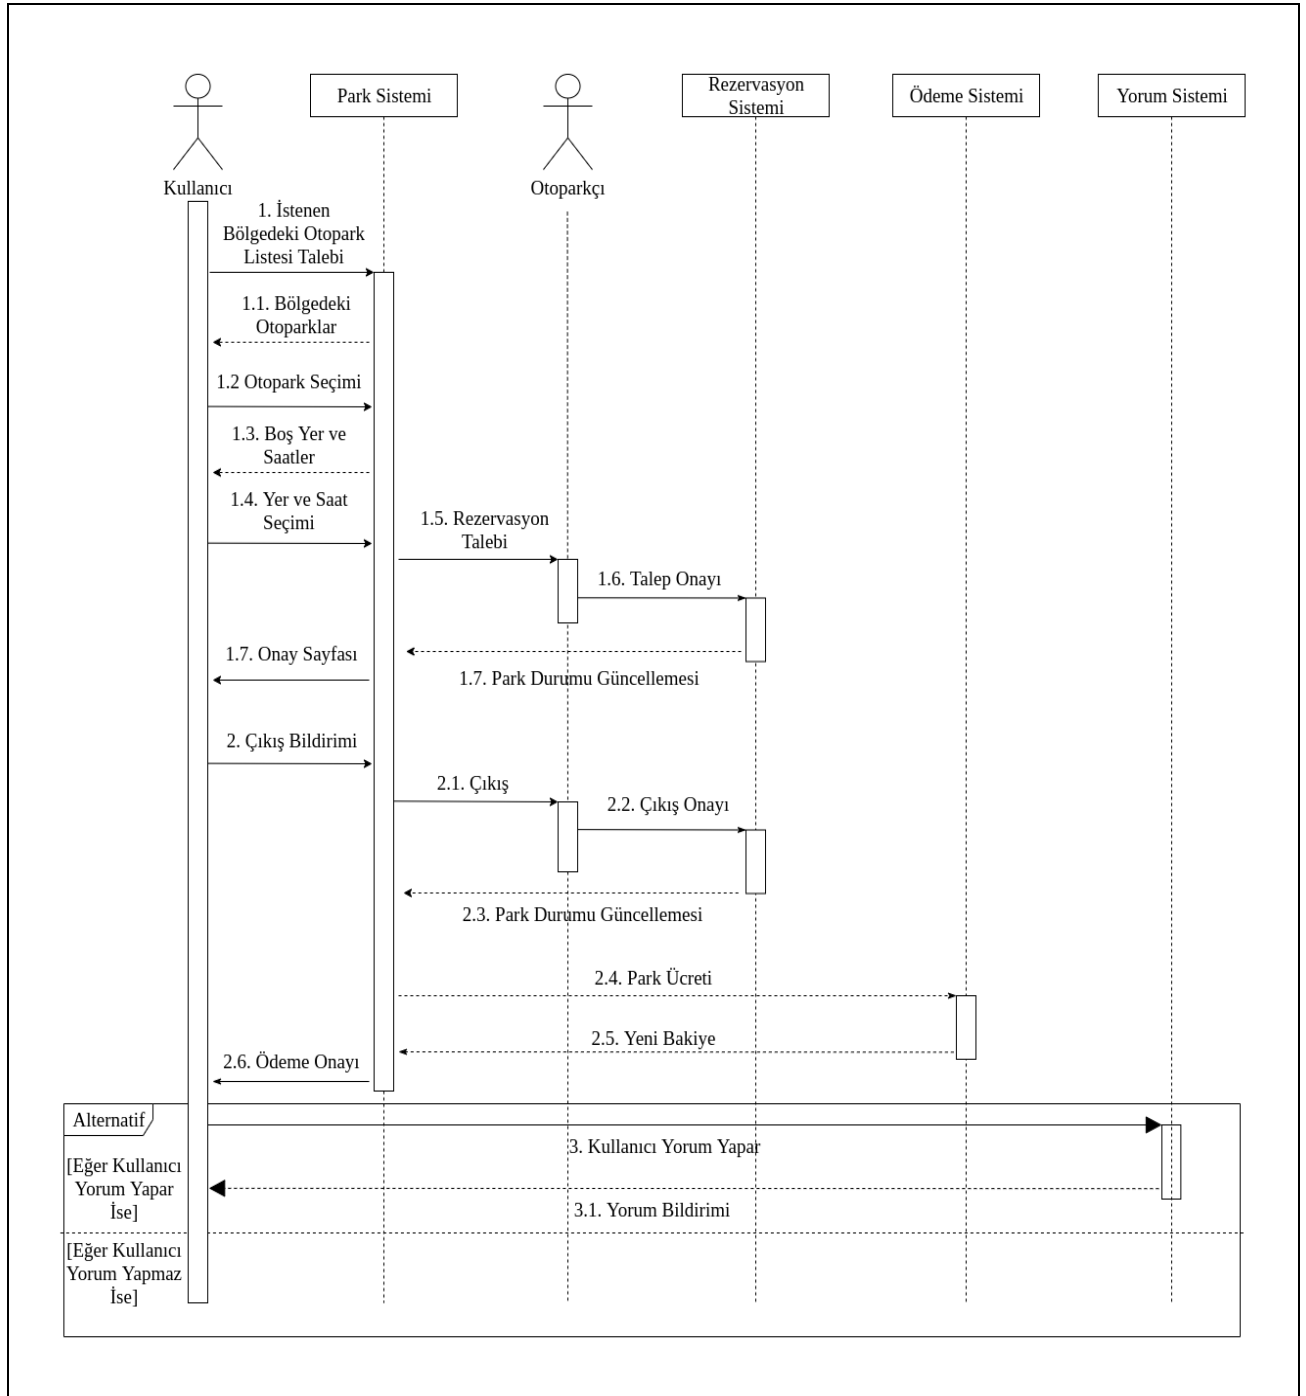 Park Sistemi
Rezervasyon
Sistemi
Ödeme Sistemi
Yorum Sistemi
Kullanıcı
Otoparkçı
1. İstenen
Bölgedeki Otopark
Listesi Talebi
1.1. Bölgedeki
Otoparklar
1.2 Otopark Seçimi
1.3. Boş Yer ve
Saatler
1.4. Yer ve Saat
Seçimi
1.5. Rezervasyon
Talebi
1.6. Talep Onayı
1.7. Onay Sayfası
1.7. Park Durumu Güncellemesi
2. Çıkış Bildirimi
2.1. Çıkış
2.2. Çıkış Onayı
2.3. Park Durumu Güncellemesi
2.4. Park Ücreti
2.5. Yeni Bakiye
2.6. Ödeme Onayı
Alternatif
3. Kullanıcı Yorum Yapar
[Eğer Kullanıcı
Yorum Yapar
İse]
3.1. Yorum Bildirimi
[Eğer Kullanıcı
Yorum Yapmaz
İse]